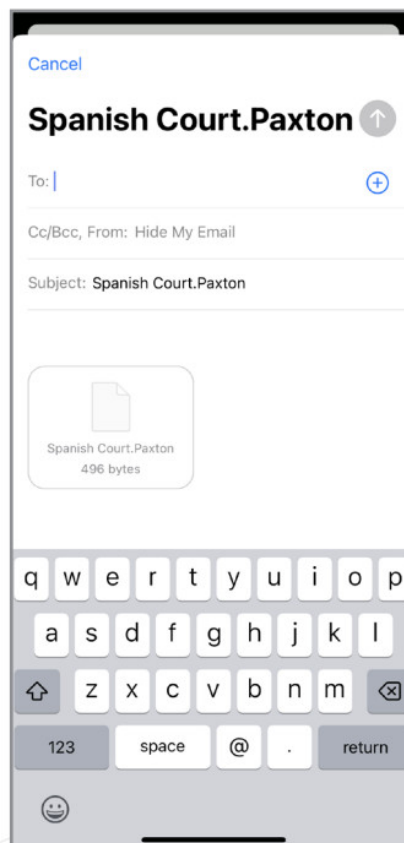 Cancel
Spanish Court.Paxton
To:
Cc/Bcc, From: Hide My Email
Subject: Spanish Court.Paxton
Spanish Court.Paxton
496 bytes
q w e r t y u i o p
a s d f g h j k l
z x c v b n m
123 space @ . return